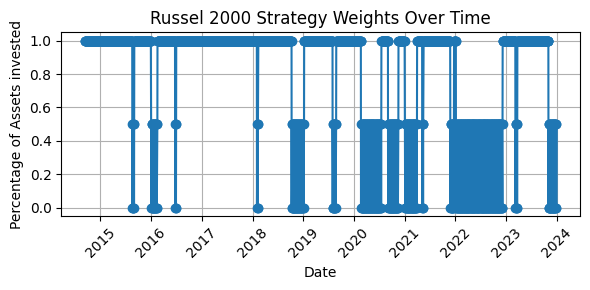 Russel 2000 Strategy Weights Over Time
Percentage of Assets invested
1.0
0.8
0.6
0.4
0.2
0.0
2015 2016 2017 2018 2019 2020 2021 2022 2023 2024
Date